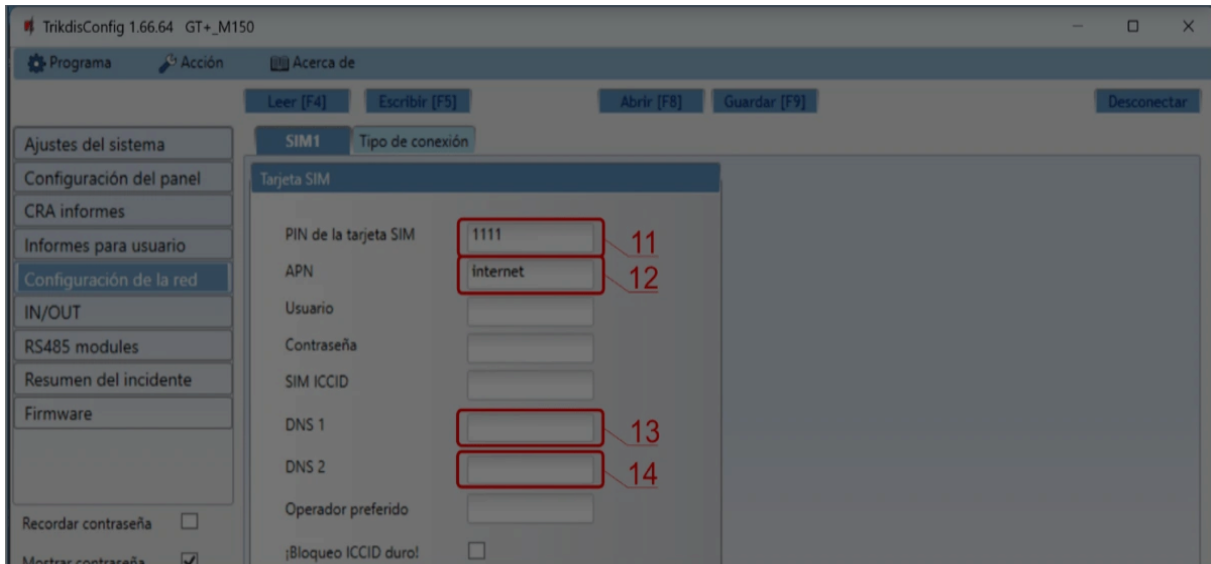 TrikdisConfig 1.66.64 GT+_M150
Programa Acción Acerca de
Leer [F4] Escribir [F5] Abrir [F8] Guardar [F9] Desconectar
SIM1 Tipo de conexión
Ajustes del sistema
Configuración del panel
CRA informes
Informes para usuario
Configuración de la red
IN/OUT
RS485 modules
Resumen del incidente
Firmware
Recordar contraseña
Mostrar contraseña
Tarjeta SIM
PIN de la tarjeta SIM 1111 11
APN internet 12
Usuario
Contraseña
SIM ICCID
DNS 1 13
DNS 2 14
Operador preferido
¡Bloqueo ICCID duro!